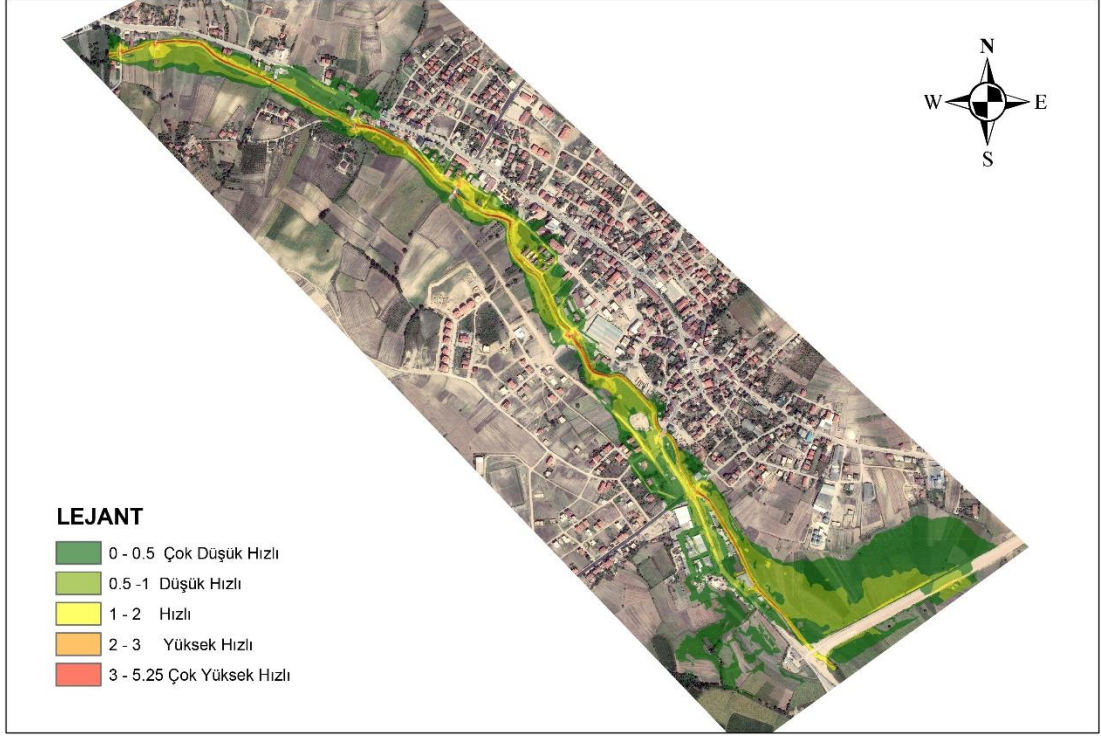 N
W E
S
LEJANT
0 - 0.5 Çok Düşük Hızlı
0.5 -1 Düşük Hızlı
1 - 2 Hızlı
2 - 3 Yüksek Hızlı
3 - 5.25 Çok Yüksek Hızlı